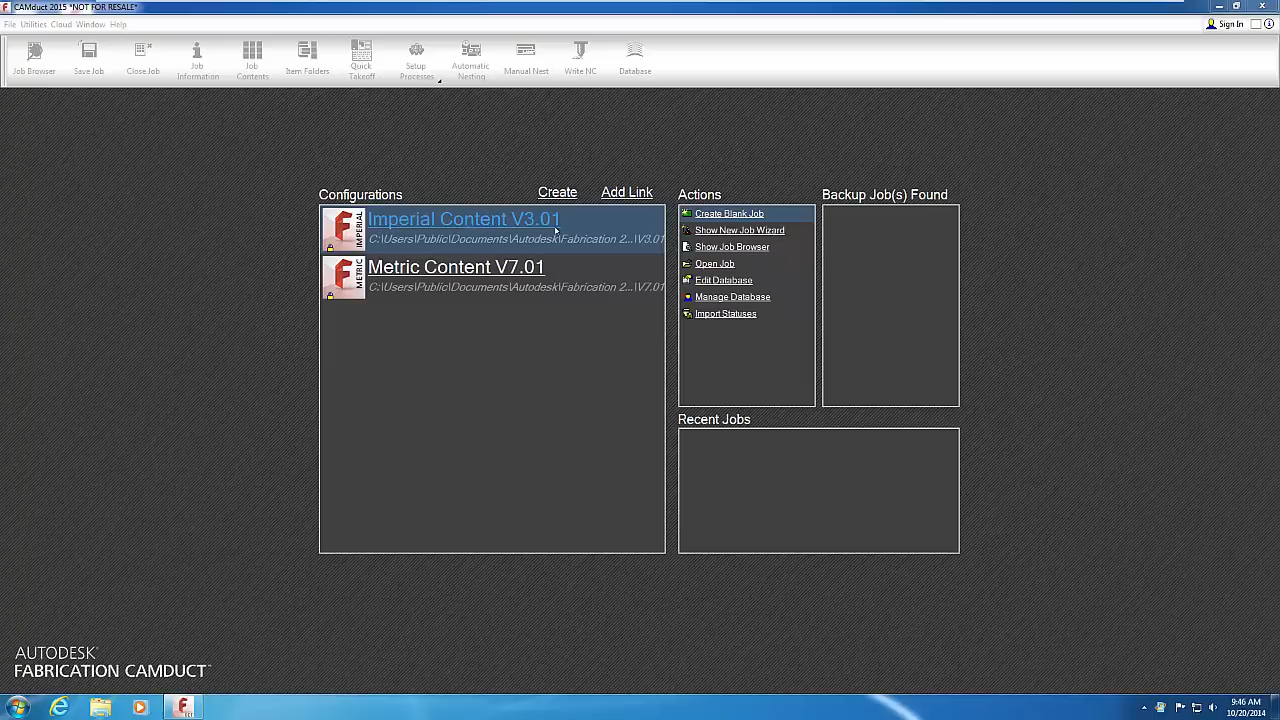 CAMduct 2015 *NOT FOR RESALE*
File Utilities Cloud Window Help
Sign In
Job Browser
Save Job
Close Job
Job Information
Job Contents
Item Folders
Quick Takeoff
Setup Processes
Automatic Nesting
Manual Nest
Write NC
Database
Configurations
Create
Add Link
IMPERIAL
Imperial Content V3.01
C:\Users\Public\Documents\Autodesk\Fabrication 2...\V3.01
METRIC
Metric Content V7.01
C:\Users\Public\Documents\Autodesk\Fabrication 2...\V7.01
Actions
Create Blank Job
Show New Job Wizard
Show Job Browser
Open Job
Edit Database
Manage Database
Import Statuses
Backup Job(s) Found
Recent Jobs
AUTODESK®
FABRICATION CAMDUCT™
9:46 AM
10/20/2014